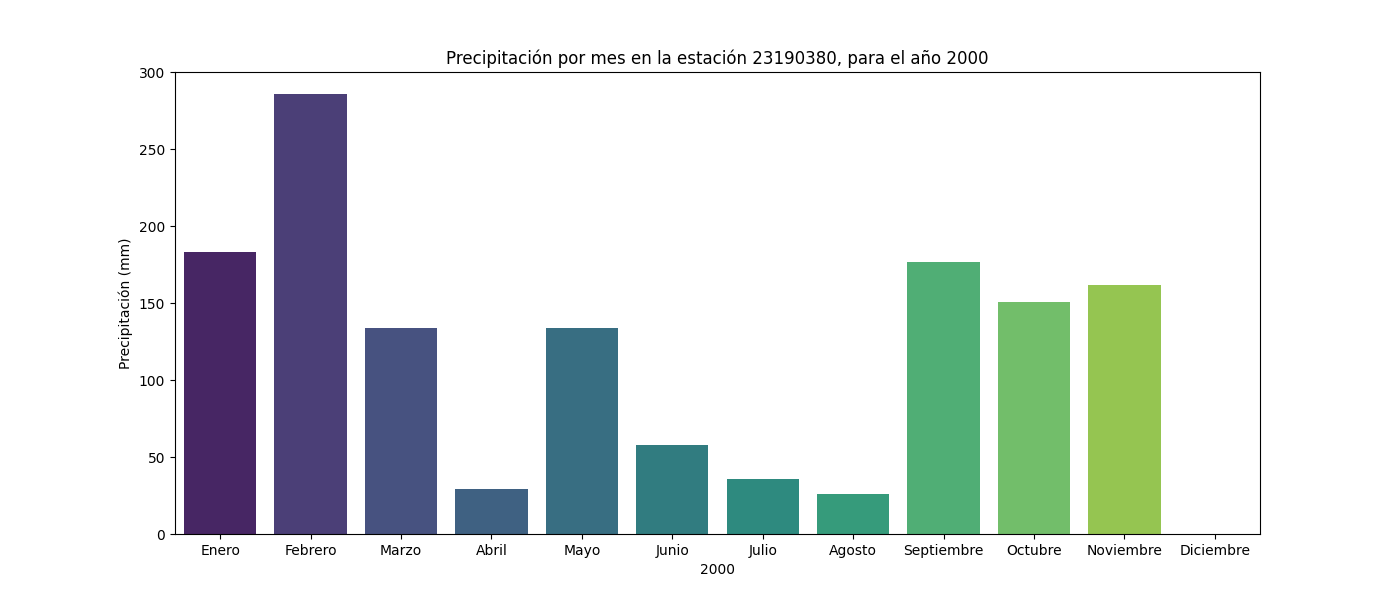 Precipitación por mes en la estación 23190380, para el año 2000
Precipitación (mm)
300
250
200
150
100
50
0
Enero Febrero Marzo Abril Mayo Junio Julio Agosto Septiembre Octubre Noviembre Diciembre
2000